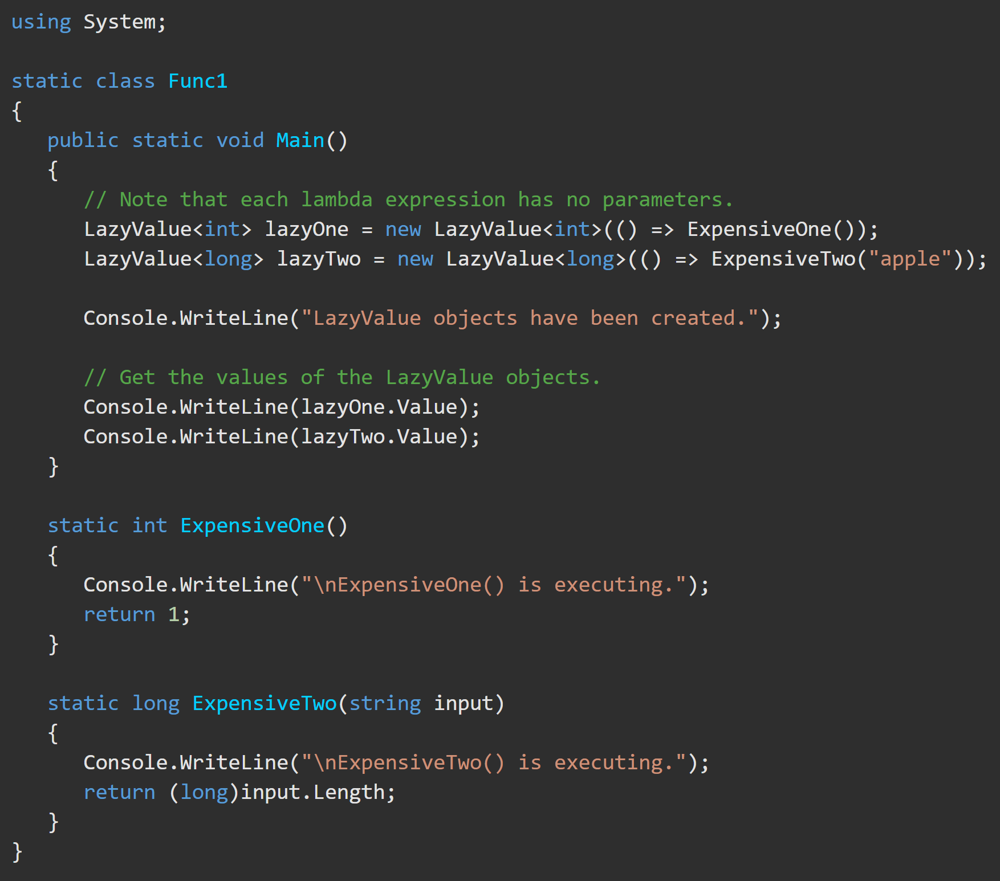 using System;

static class Func1
{
   public static void Main()
   {
      // Note that each lambda expression has no parameters.
      LazyValue<int> lazyOne = new LazyValue<int>(() => ExpensiveOne());
      LazyValue<long> lazyTwo = new LazyValue<long>(() => ExpensiveTwo("apple"));

      Console.WriteLine("LazyValue objects have been created.");

      // Get the values of the LazyValue objects.
      Console.WriteLine(lazyOne.Value);
      Console.WriteLine(lazyTwo.Value);
   }

   static int ExpensiveOne()
   {
      Console.WriteLine("\nExpensiveOne() is executing.");
      return 1;
   }

   static long ExpensiveTwo(string input)
   {
      Console.WriteLine("\nExpensiveTwo() is executing.");
      return (long)input.Length;
   }
}